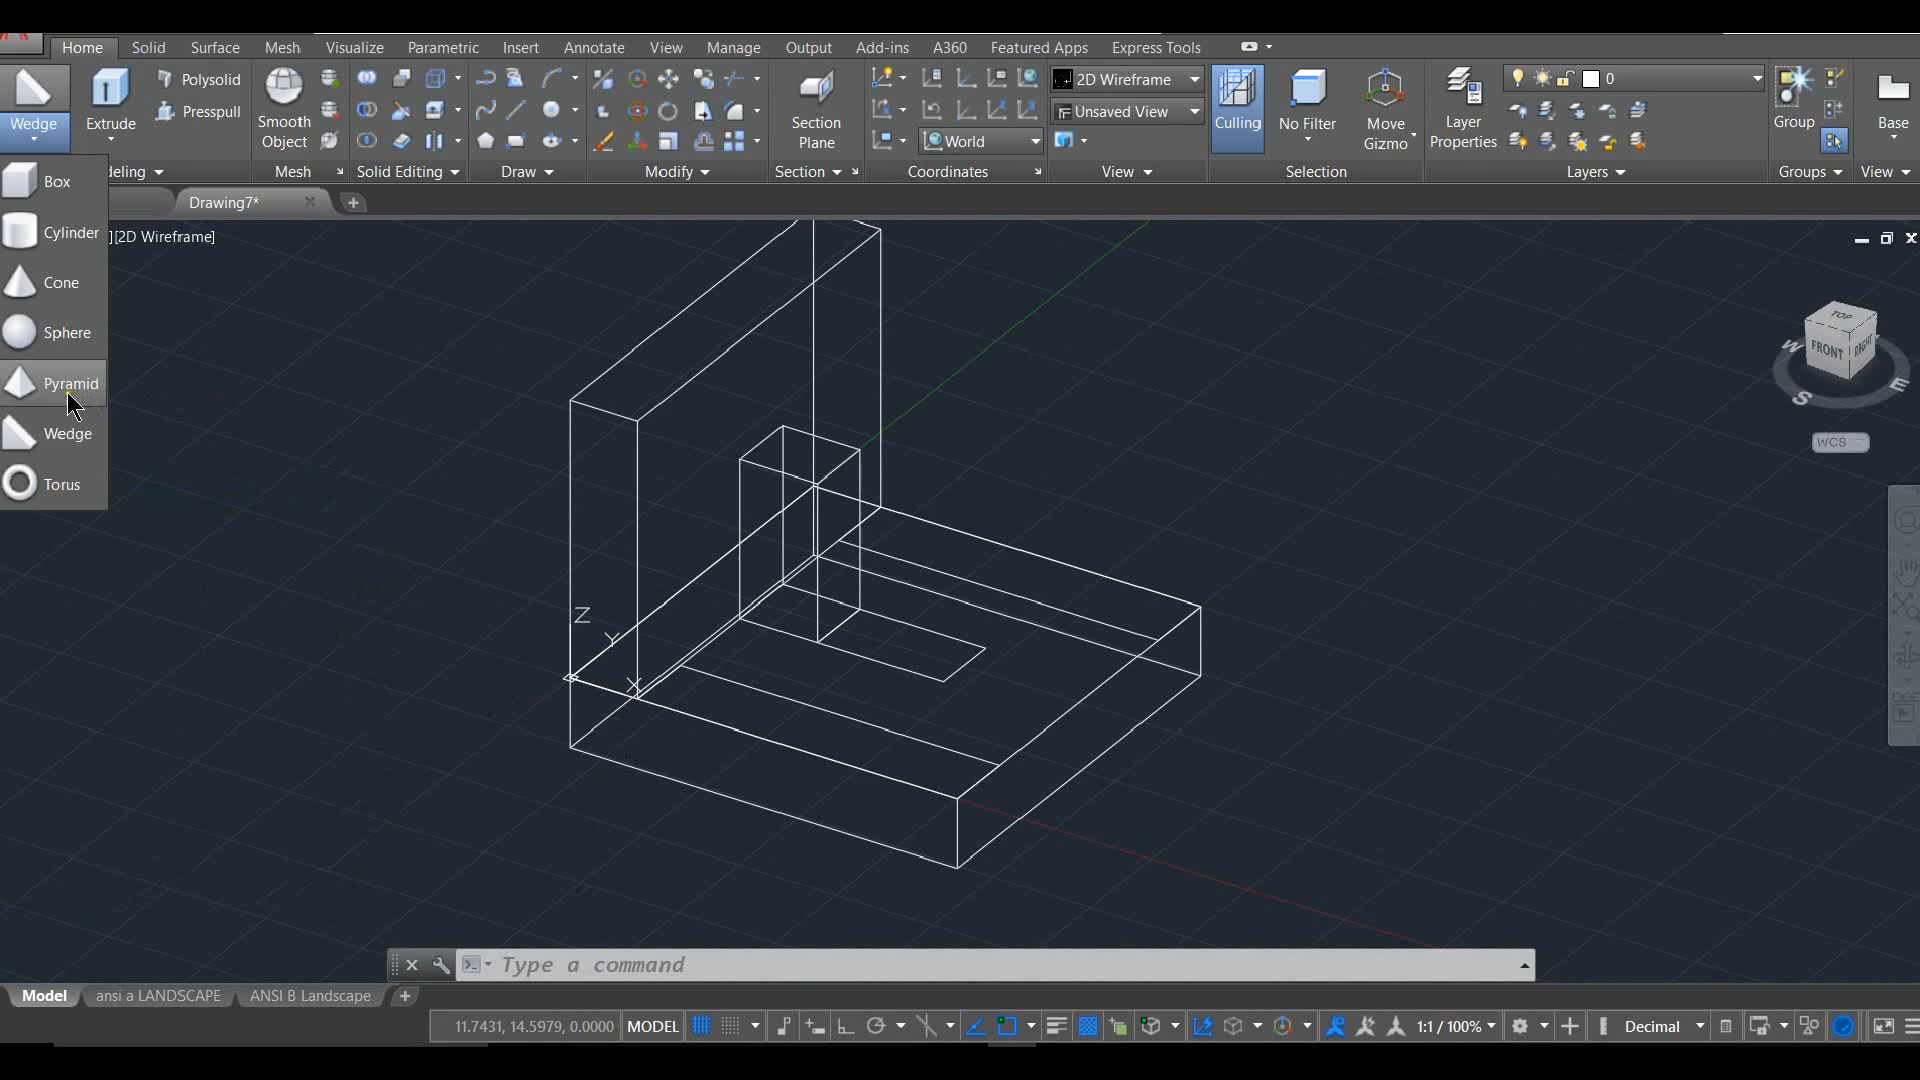 Home Solid Surface Mesh Visualize Parametric Insert Annotate View Manage Output Add-ins A360 Featured Apps Express Tools
Wedge
Extrude
Polysolid
Presspull
Smooth
Object
Section
Plane
World
2D Wireframe
Unsaved View
Culling
No Filter
Move
Gizmo
Layer
Properties
0
Group
Base
Mesh Solid Editing Draw Modify Section Coordinates View Selection Layers Groups View
Drawing7*
][2D Wireframe]
Box
Cylinder
Cone
Sphere
Pyramid
Wedge
Torus
Z
Y
X
TOP
FRONT
RIGHT
W
S
E
WCS
Type a command
Model ansi a LANDSCAPE ANSI B Landscape
11.7431, 14.5979, 0.0000 MODEL 1:1 / 100% Decimal